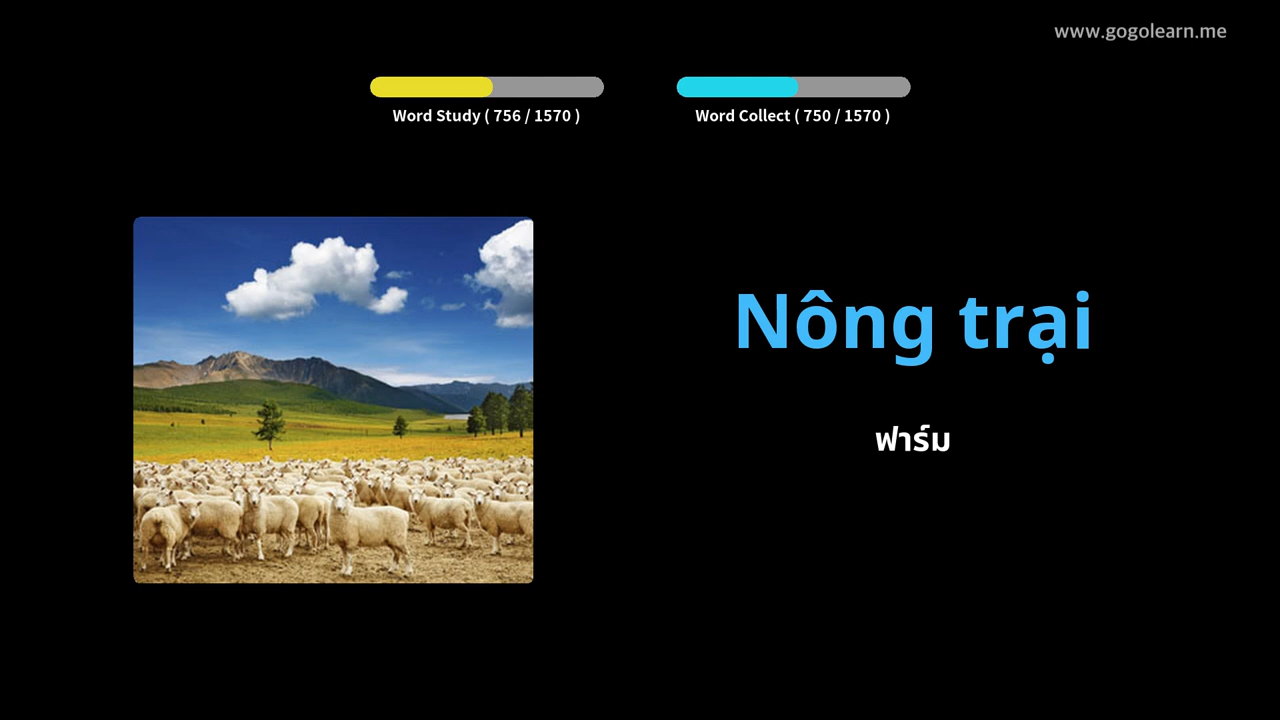 www.gogolearn.me
Word Study ( 756 / 1570 )
Word Collect ( 750 / 1570 )
Nông trại
ฟาร์ม